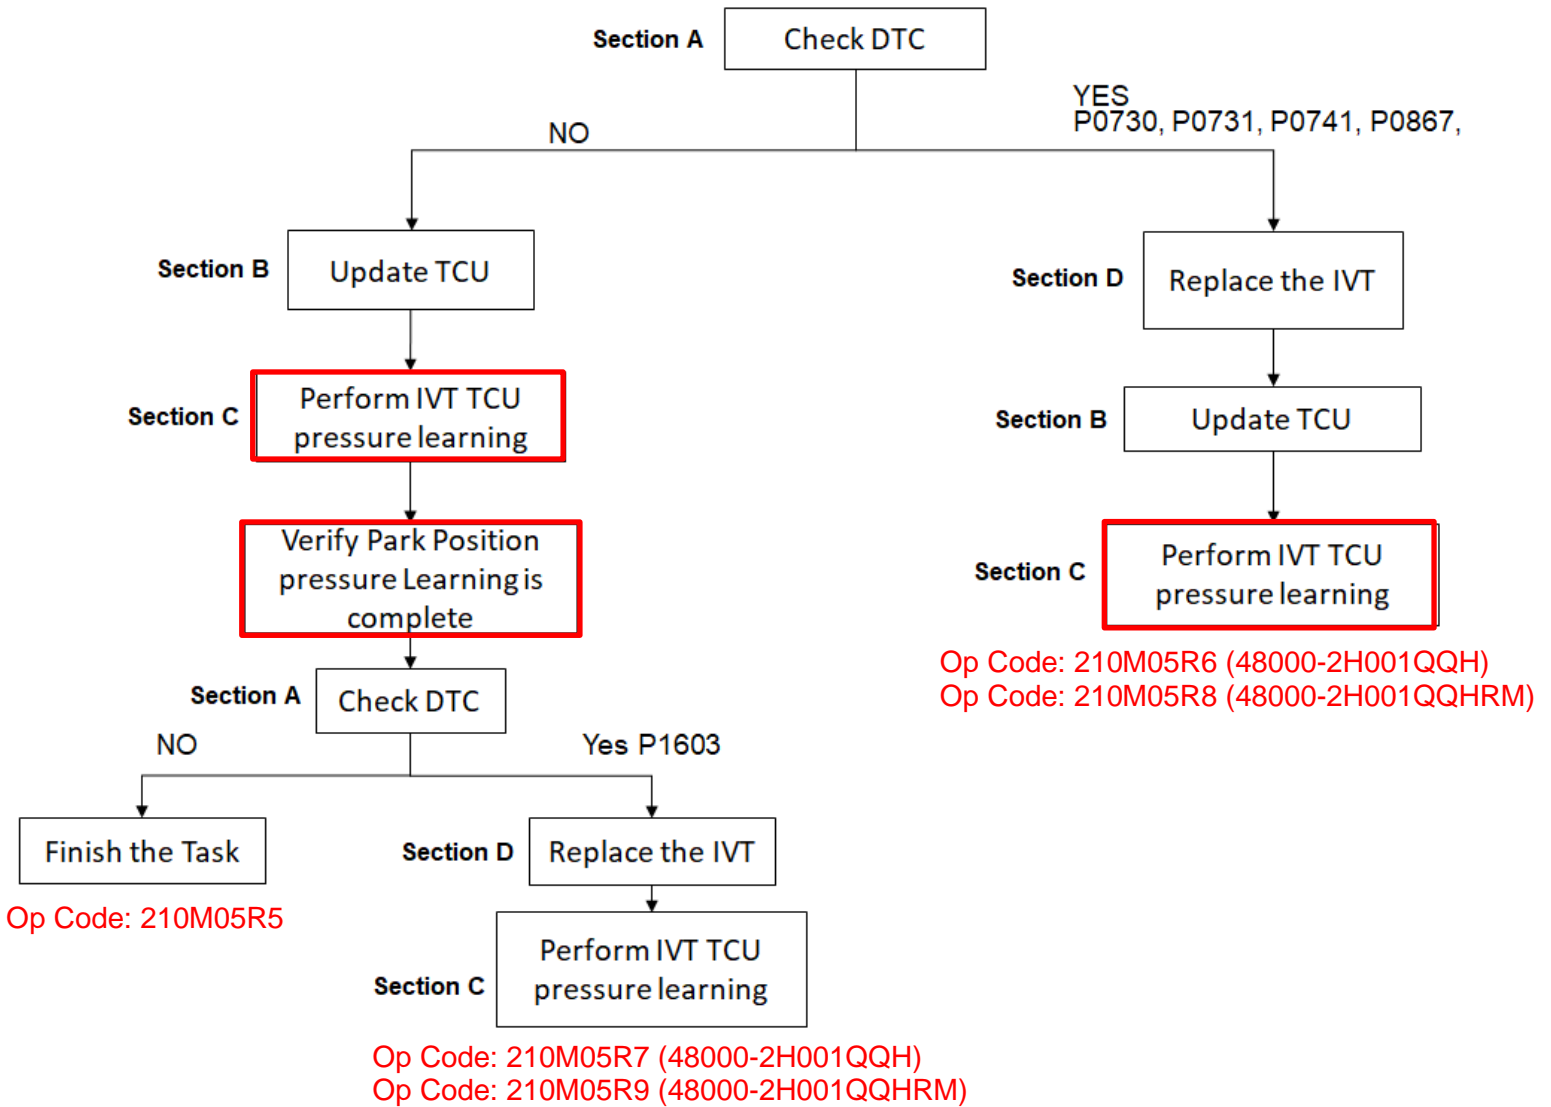 Section A
Check DTC
YES
P0730, P0731, P0741, P0867,
NO
Section B
Update TCU
Section D
Replace the IVT
Section C
Perform IVT TCU
pressure learning
Section B
Update TCU
Verify Park Position
pressure Learning is
complete
Section C
Perform IVT TCU
pressure learning
Op Code: 210M05R6 (48000-2H001QQH)
Op Code: 210M05R8 (48000-2H001QQHRM)
Section A
Check DTC
NO
Yes P1603
Finish the Task
Op Code: 210M05R5
Section D
Replace the IVT
Section C
Perform IVT TCU
pressure learning
Op Code: 210M05R7 (48000-2H001QQH)
Op Code: 210M05R9 (48000-2H001QQHRM)